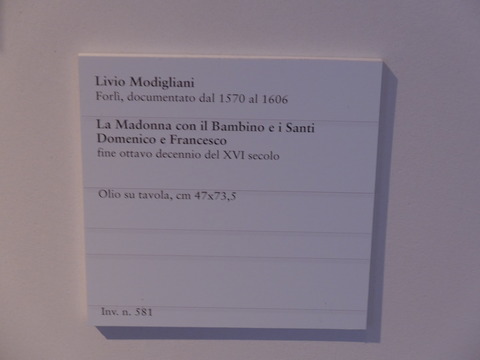 Livio Modigliani
Forlì, documentato dal 1570 al 1606
La Madonna con il Bambino e i Santi
Domenico e Francesco
fine ottavo decennio del XVI secolo
Olio su tavola, cm 47x73,5
Inv. n. 581